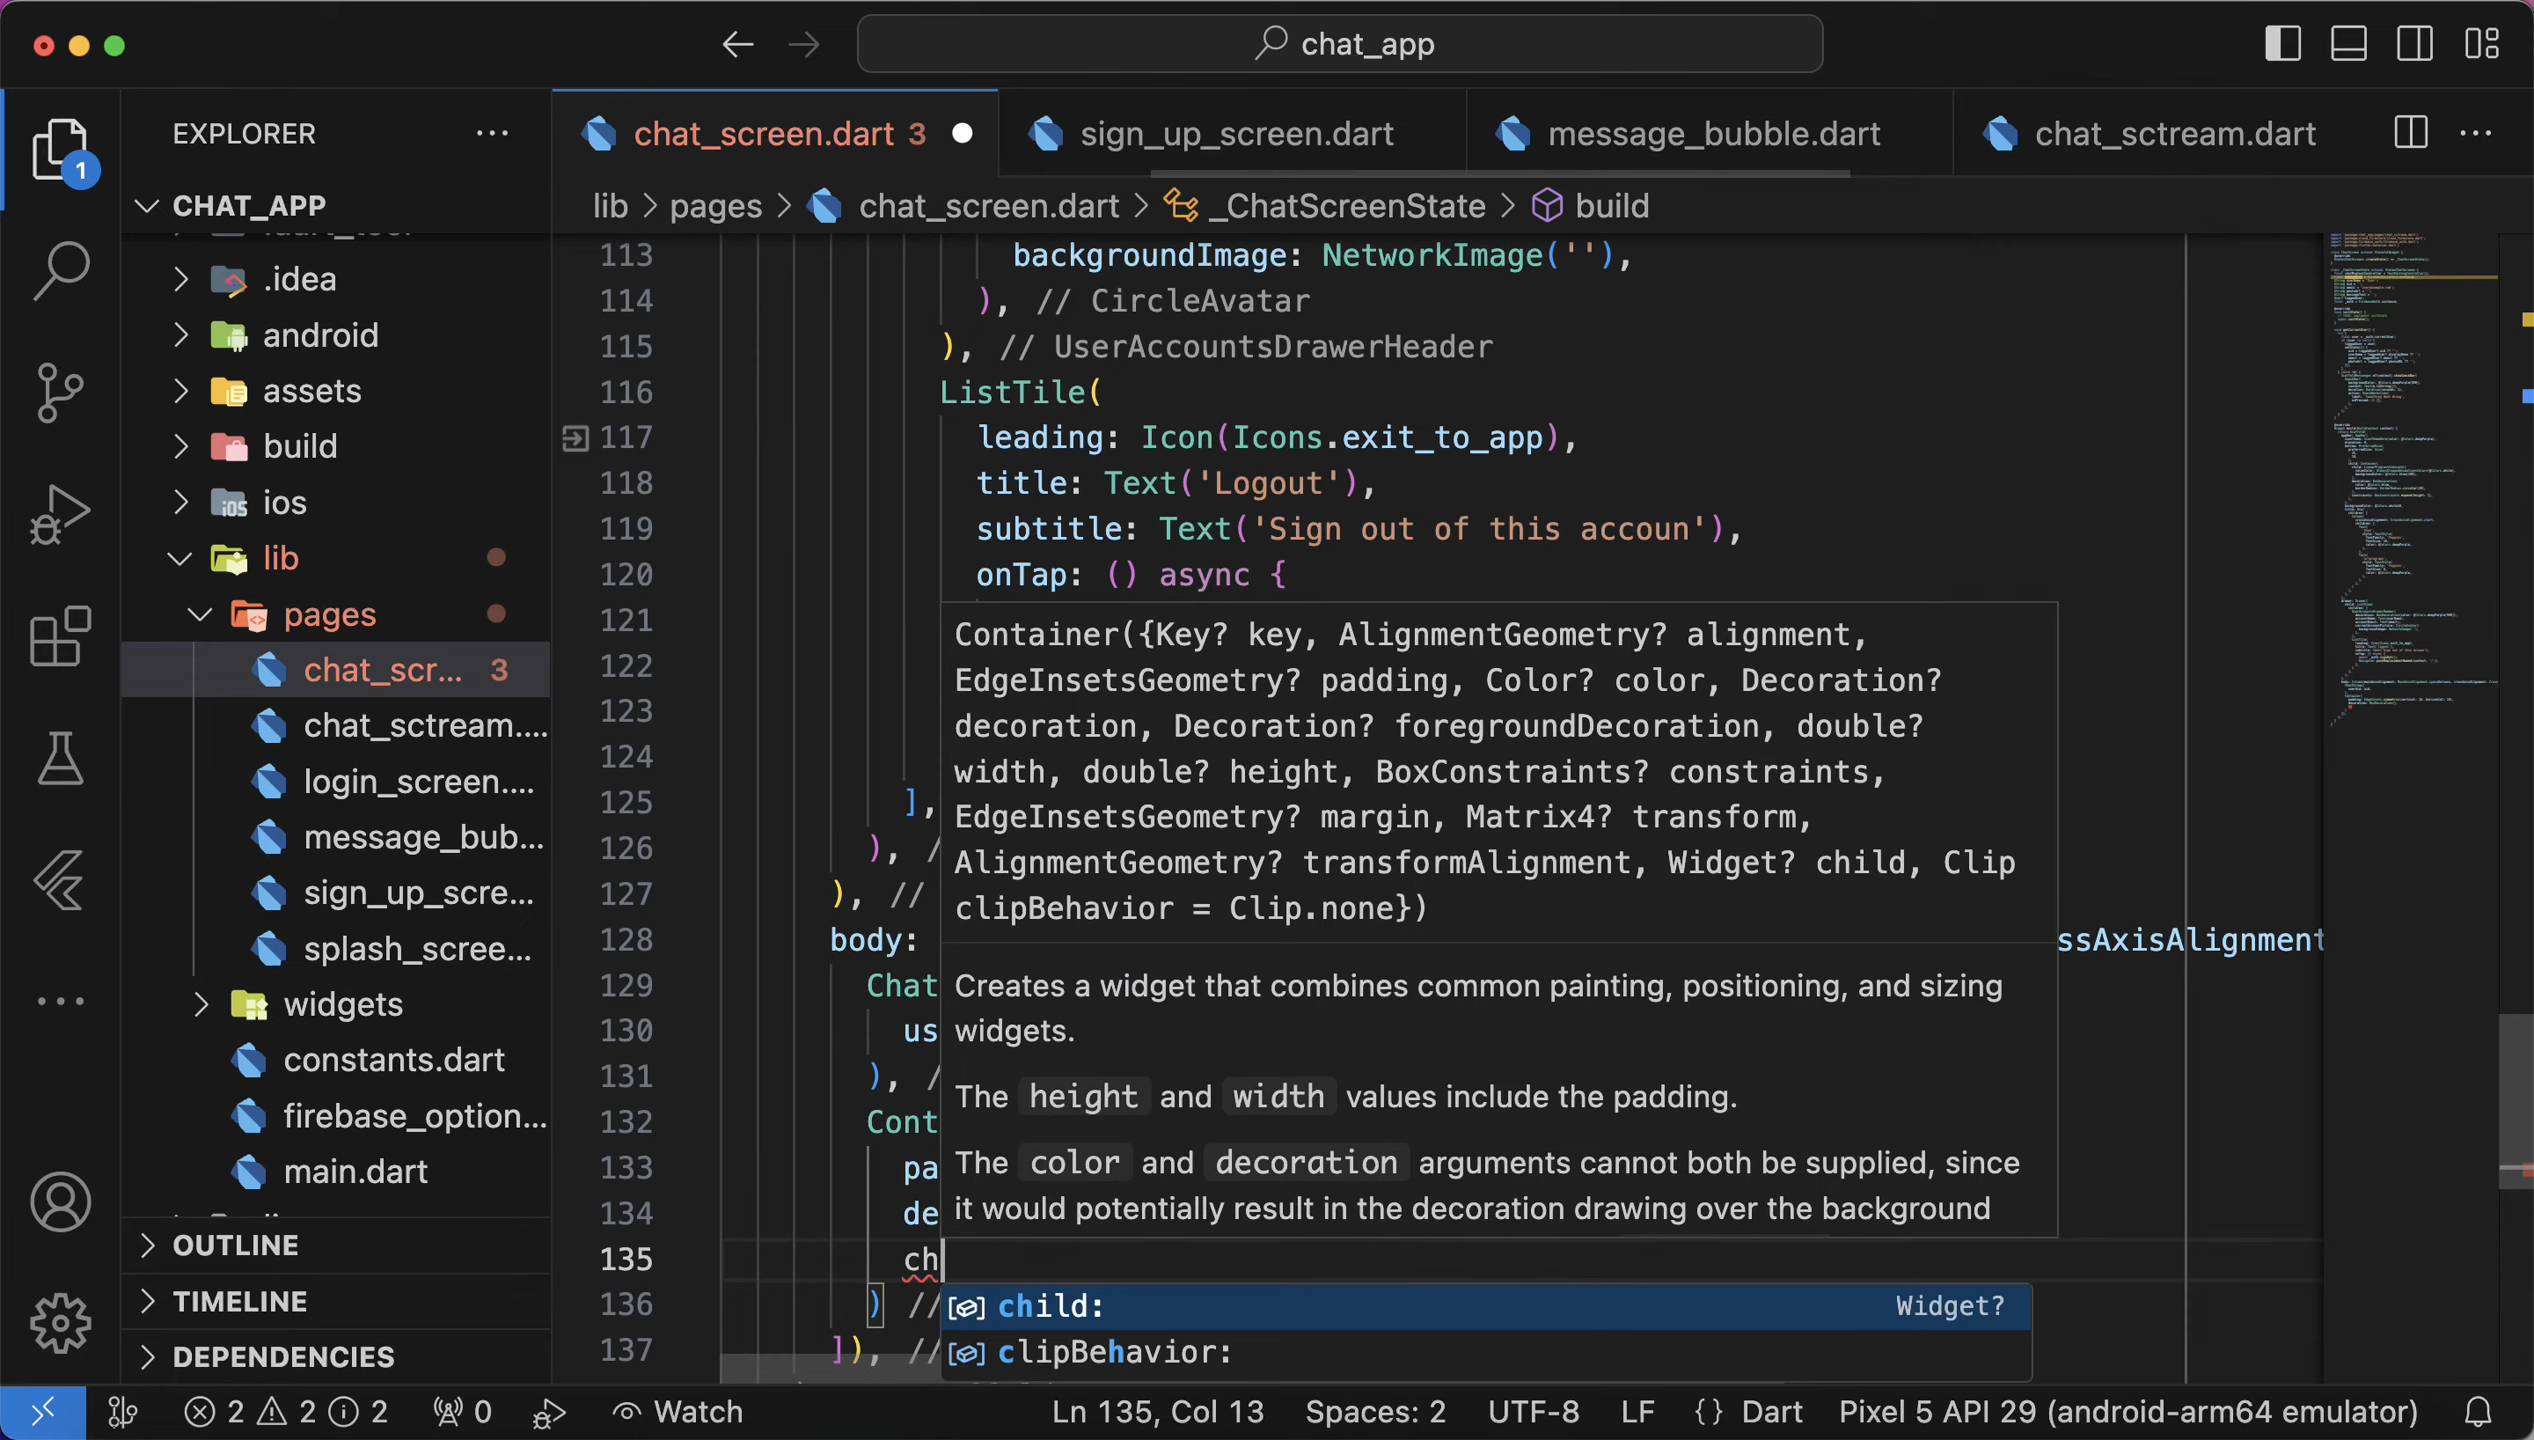 chat_app
EXPLORER
chat_screen.dart 3
sign_up_screen.dart
message_bubble.dart
chat_sctream.dart
1
CHAT_APP
lib > pages > chat_screen.dart > _ChatScreenState > build
.idea
android
assets
build
ios
lib
pages
chat_scr... 3
chat_sctream....
login_screen....
message_bub...
sign_up_scre...
splash_scree...
widgets
constants.dart
firebase_option...
main.dart
OUTLINE
TIMELINE
DEPENDENCIES
113 backgroundImage: NetworkImage(''),
114 ), // CircleAvatar
115 ), // UserAccountsDrawerHeader
116 ListTile(
117 leading: Icon(Icons.exit_to_app),
118 title: Text('Logout'),
119 subtitle: Text('Sign out of this accoun'),
120 onTap: () async {
121
122
123
124
125 ],
126 ), /
127 ), //
128 body: ssAxisAlignment
129 Chat
130 us
131 ), /
132 Cont
133 pa
134 de
135 ch
136 ) //
137 ]), //
Container({Key? key, AlignmentGeometry? alignment,
EdgeInsetsGeometry? padding, Color? color, Decoration?
decoration, Decoration? foregroundDecoration, double?
width, double? height, BoxConstraints? constraints,
EdgeInsetsGeometry? margin, Matrix4? transform,
AlignmentGeometry? transformAlignment, Widget? child, Clip
clipBehavior = Clip.none})
Creates a widget that combines common painting, positioning, and sizing
widgets.
The height and width values include the padding.
The color and decoration arguments cannot both be supplied, since
it would potentially result in the decoration drawing over the background
child: Widget?
clipBehavior:
2 2 2 0 Watch Ln 135, Col 13 Spaces: 2 UTF-8 LF {} Dart Pixel 5 API 29 (android-arm64 emulator)